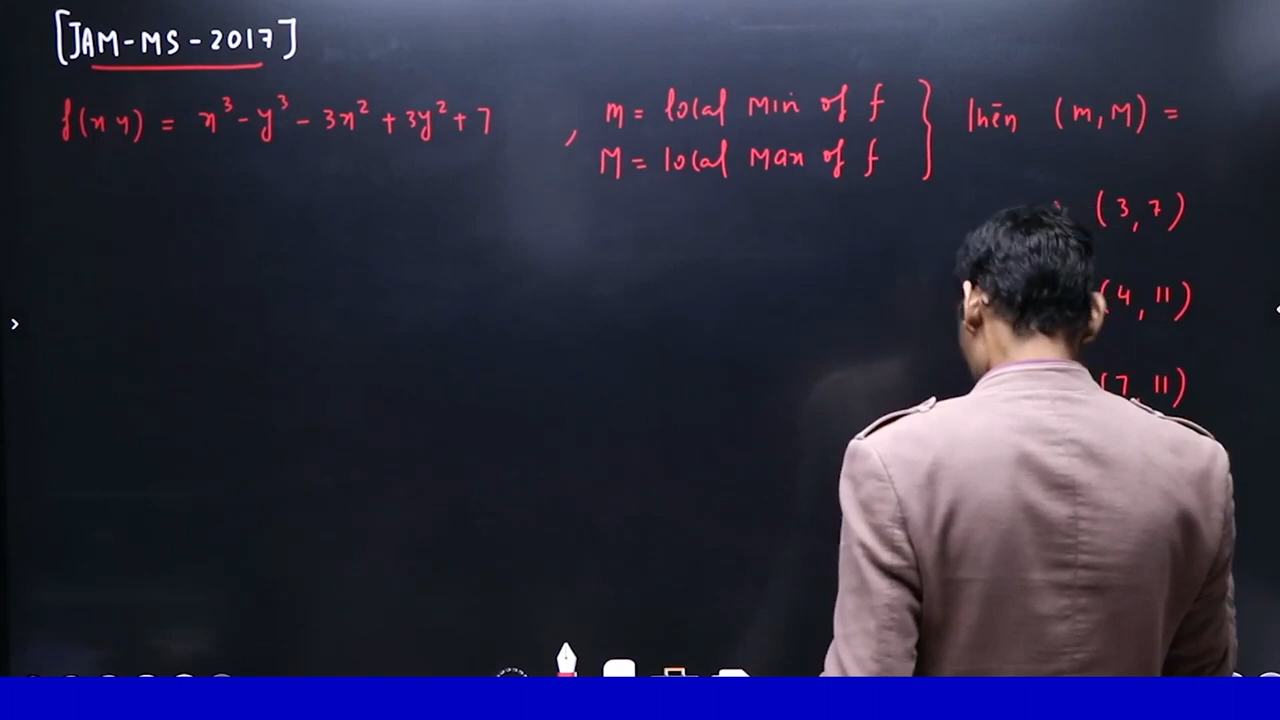 [JAM-MS-2017]
f(x y) = x³ - y³ - 3x² + 3y² + 7 , m = local Min of f
M = local Max of f } Then (m, M) =
(3, 7)
(4, 11)
(7, 11)